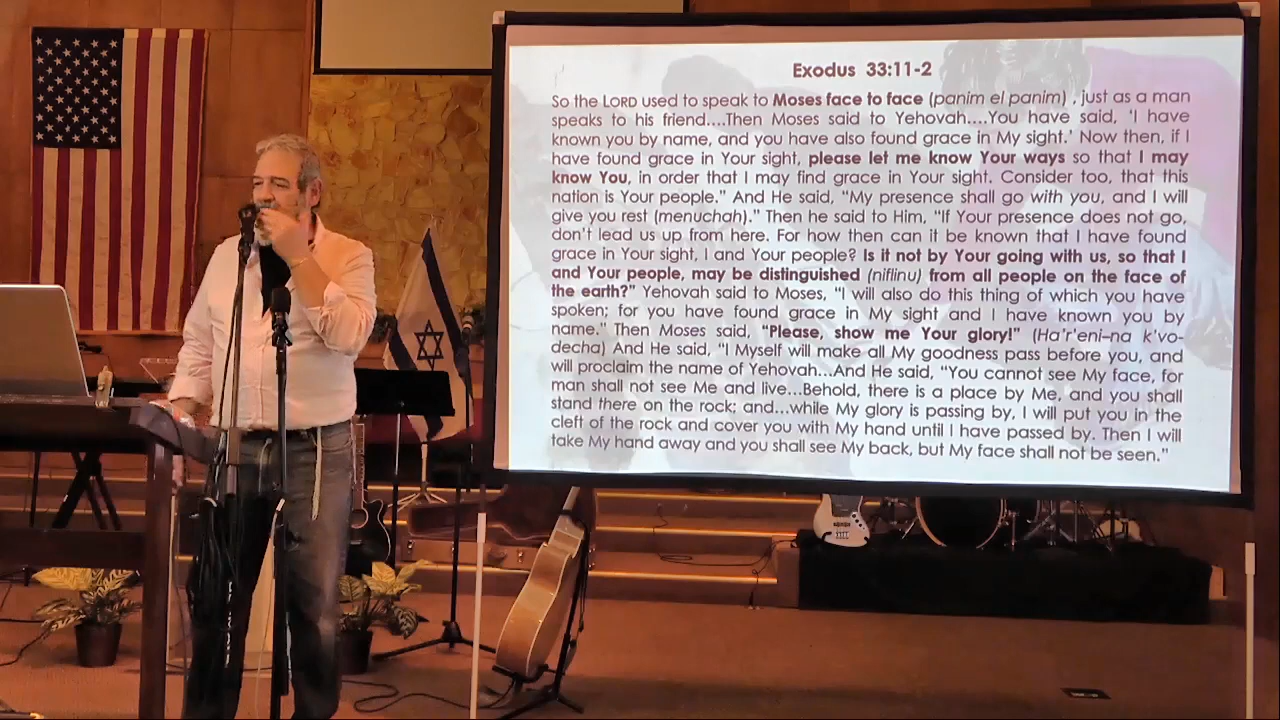 Exodus 33:11-2
So the LORD used to speak to Moses face to face (panim el panim) , just as a man
speaks to his friend....Then Moses said to Yehovah....You have said, 'I have
known you by name, and you have also found grace in My sight.' Now then, if I
have found grace in Your sight, please let me know Your ways so that I may
know You, in order that I may find grace in Your sight. Consider too, that this
nation is Your people." And He said, "My presence shall go with you, and I will
give you rest (menuchah)." Then he said to Him, "If Your presence does not go,
don't lead us up from here. For how then can it be known that I have found
grace in Your sight, I and Your people? Is it not by Your going with us, so that I
and Your people, may be distinguished (niflinu) from all people on the face of
the earth?" Yehovah said to Moses, "I will also do this thing of which you have
spoken; for you have found grace in My sight and I have known you by
name." Then Moses said, "Please, show me Your glory!" (Ha'r'eni–na k'vo-
decha) And He said, "I Myself will make all My goodness pass before you, and
will proclaim the name of Yehovah...And He said, "You cannot see My face, for
man shall not see Me and live...Behold, there is a place by Me, and you shall
stand there on the rock; and...while My glory is passing by, I will put you in the
cleft of the rock and cover you with My hand until I have passed by. Then I will
take My hand away and you shall see My back, but My face shall not be seen."